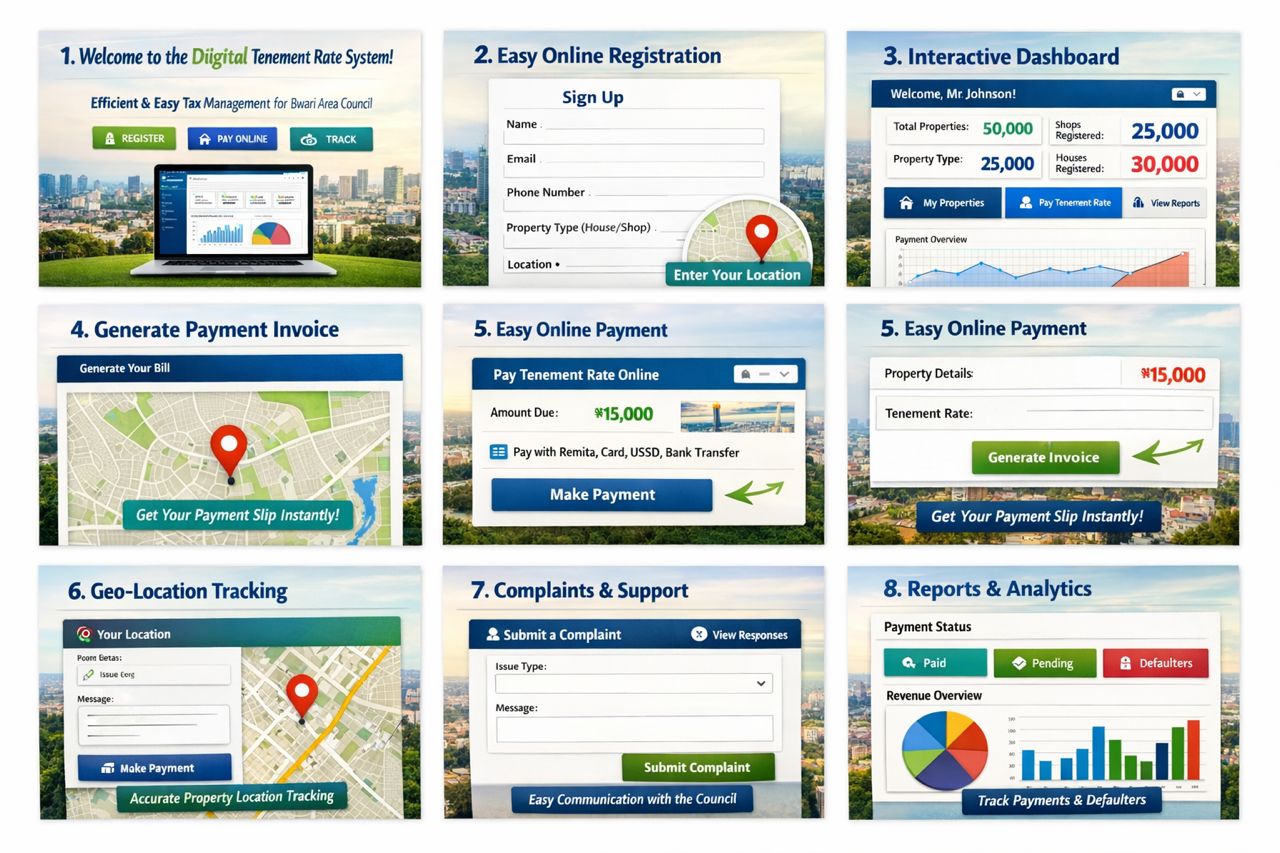 1. Welcome to the Diigital Tenement Rate System!
Efficient & Easy Tax Management for Bwari Area Council
REGISTER
PAY ONLINE
TRACK
2. Easy Online Registration
Sign Up
Name
Email
Phone Number
Property Type (House/Shop)
Location •
Enter Your Location
3. Interactive Dashboard
Welcome, Mr. Johnson!
Total Properties: 50,000
Shops Registered: 25,000
Property Type: 25,000
Houses Registered: 30,000
My Properties
Pay Tenement Rate
View Reports
Payment Overview
4. Generate Payment Invoice
Generate Your Bill
Get Your Payment Slip Instantly!
5. Easy Online Payment
Pay Tenement Rate Online
Amount Due: ₦15,000
Pay with Remita, Card, USSD, Bank Transfer
Make Payment
5. Easy Online Payment
Property Details: ₦15,000
Tenement Rate:
Generate Invoice
Get Your Payment Slip Instantly!
6. Geo-Location Tracking
Your Location
Message:
Make Payment
Accurate Property Location Tracking
7. Complaints & Support
Submit a Complaint
View Responses
Issue Type:
Message:
Submit Complaint
Easy Communication with the Council
8. Reports & Analytics
Payment Status
Paid
Pending
Defaulters
Revenue Overview
Track Payments & Defaulters